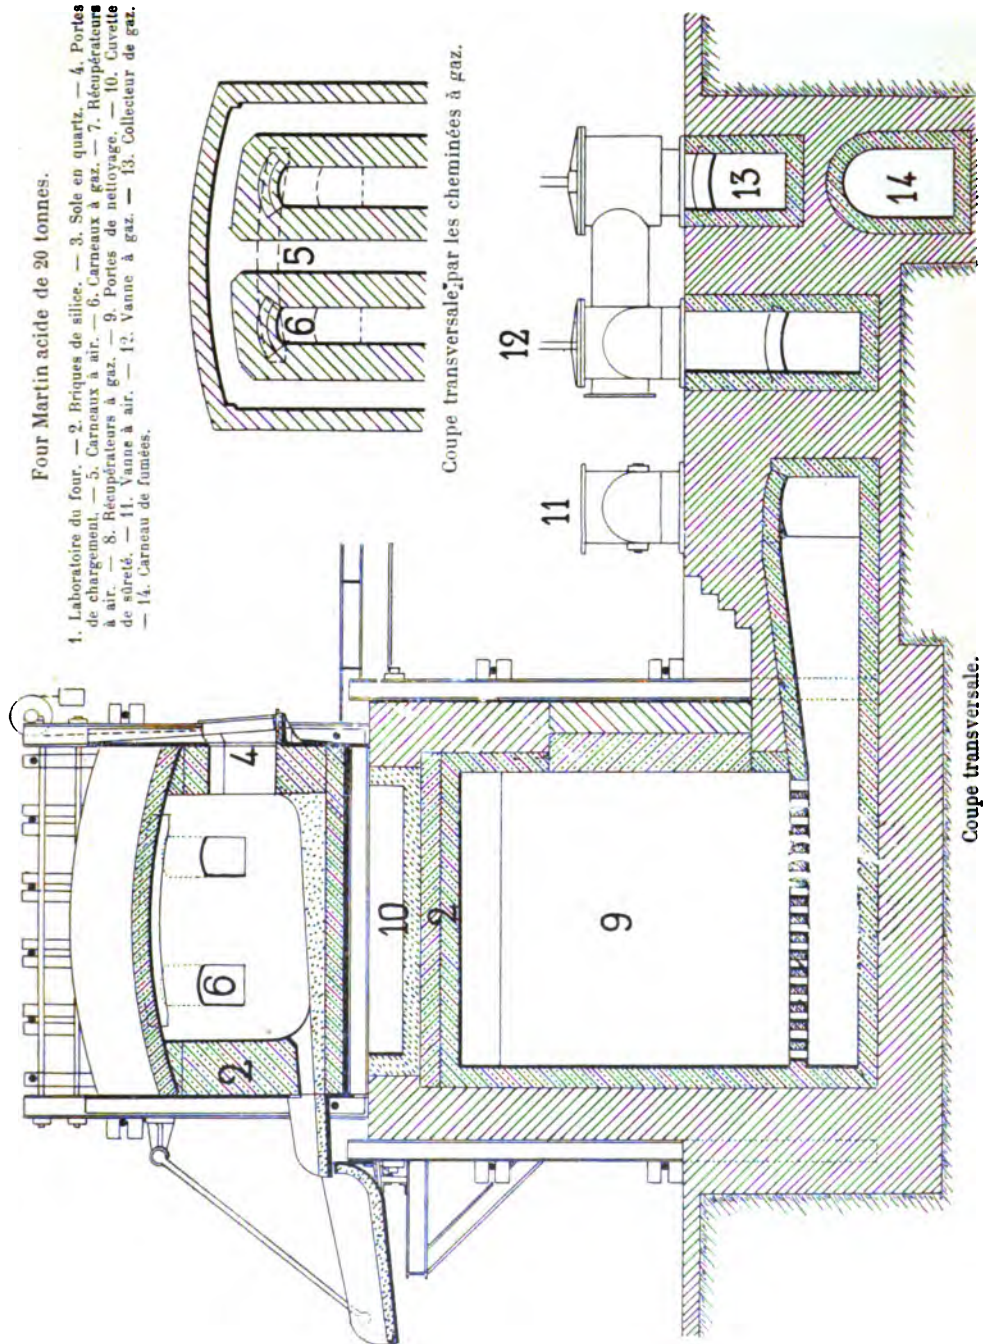 Four Martin acide de 20 tonnes.
1. Laboratoire du four. — 2. Briques de silice. — 3. Sole en quartz. — 4. Portes
de chargement. — 5. Carneaux à air. — 6. Carneaux à gaz. — 7. Récupérateurs
à air. — 8. Récupérateurs à gaz. — 9. Portes de nettoyage. — 10. Cuvette
de sûreté. — 11. Vanne à air. — 12. Vanne à gaz. — 13. Collecteur de gaz.
— 14. Carneau de fumées.
5
6
Coupe transversale par les cheminées à gaz.
4
6
2
10
2
9
11
12
13
14
Coupe transversale.